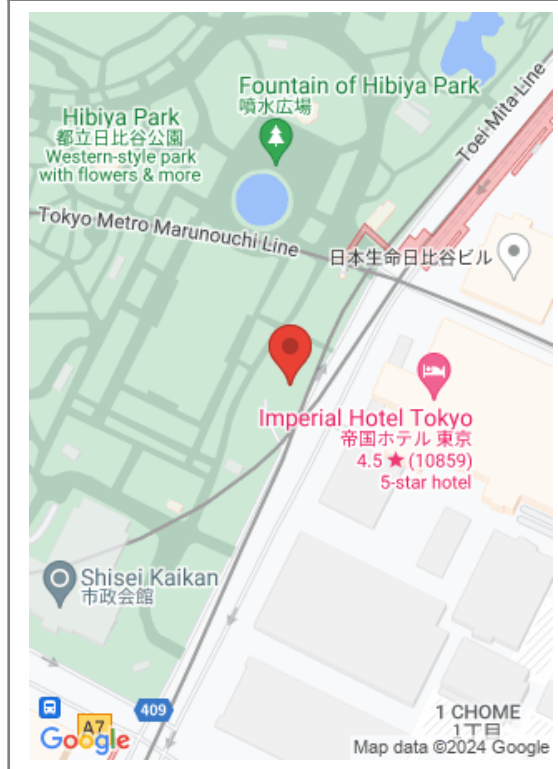 Fountain of Hibiya Park
噴水広場
Hibiya Park
都立日比谷公園
Western-style park
with flowers & more
Toei Mita Line
Tokyo Metro Marunouchi Line
日本生命日比谷ビル
Imperial Hotel Tokyo
帝国ホテル 東京
4.5 ★ (10859)
5-star hotel
Shisei Kaikan
市政会館
409
A7
1 CHOME
1丁目
Google
Map data ©2024 Google